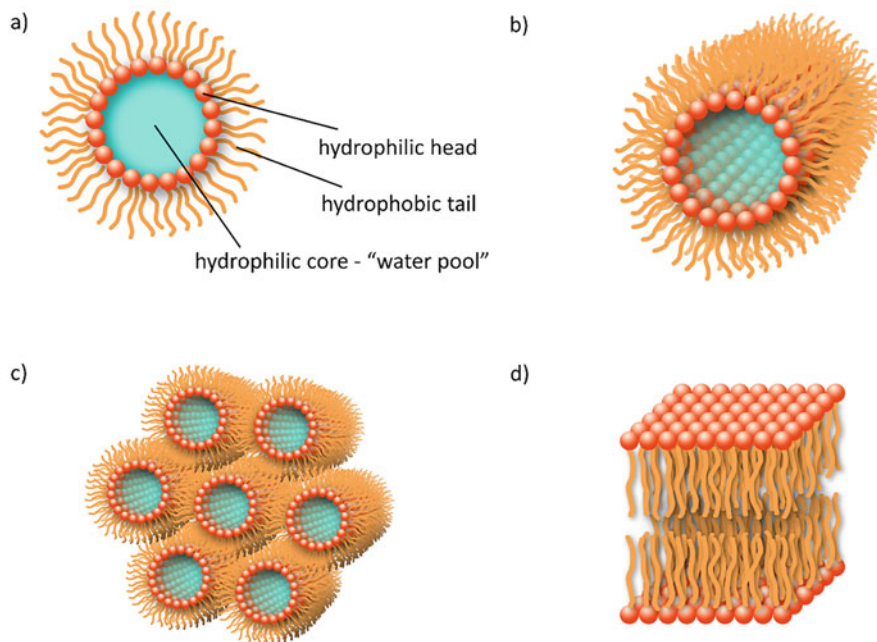 a)
b)
hydrophilic head
hydrophobic tail
hydrophilic core - “water pool”
c)
d)